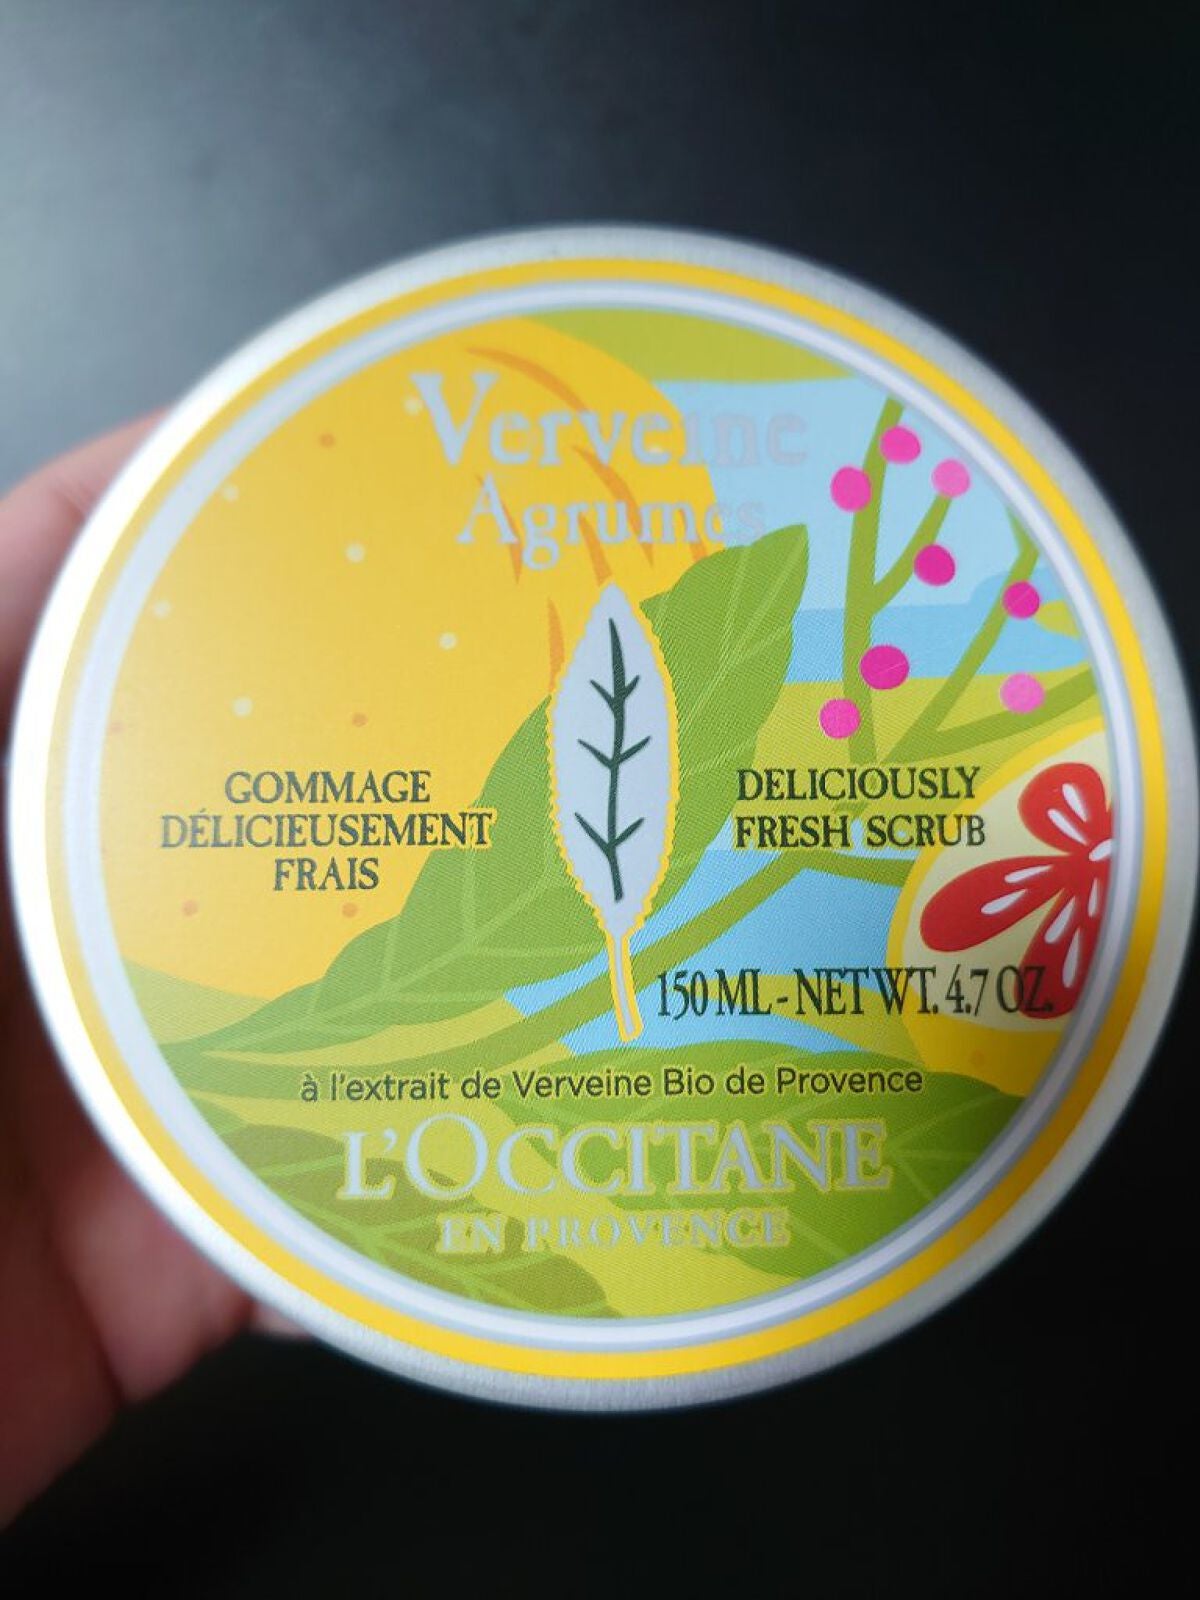 Verveine
Agrumes
GOMMAGE
DÉLICIEUSEMENT
FRAIS
DELICIOUSLY
FRESH SCRUB
150 ML - NET WT. 4.7 OZ.
à l'extrait de Verveine Bio de Provence
L'OCCITANE
EN PROVENCE